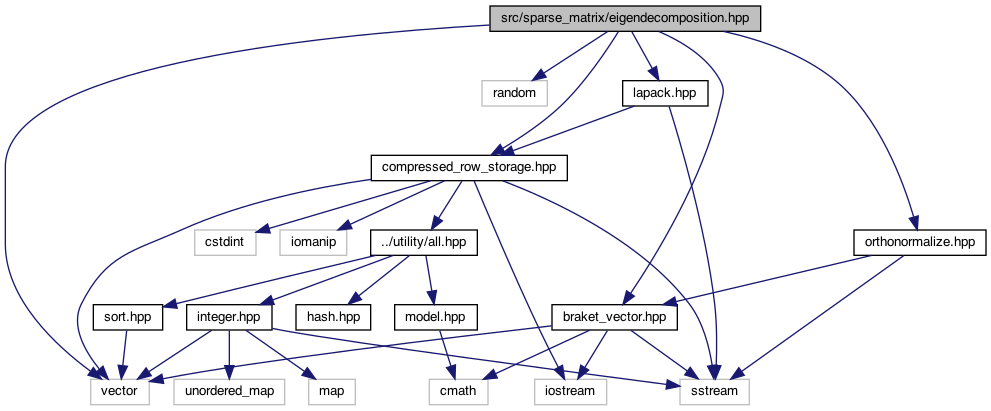 src/sparse_matrix/eigendecomposition.hpp
random
lapack.hpp
compressed_row_storage.hpp
cstdint
iomanip
../utility/all.hpp
orthonormalize.hpp
sort.hpp
integer.hpp
hash.hpp
model.hpp
braket_vector.hpp
vector
unordered_map
map
cmath
iostream
sstream